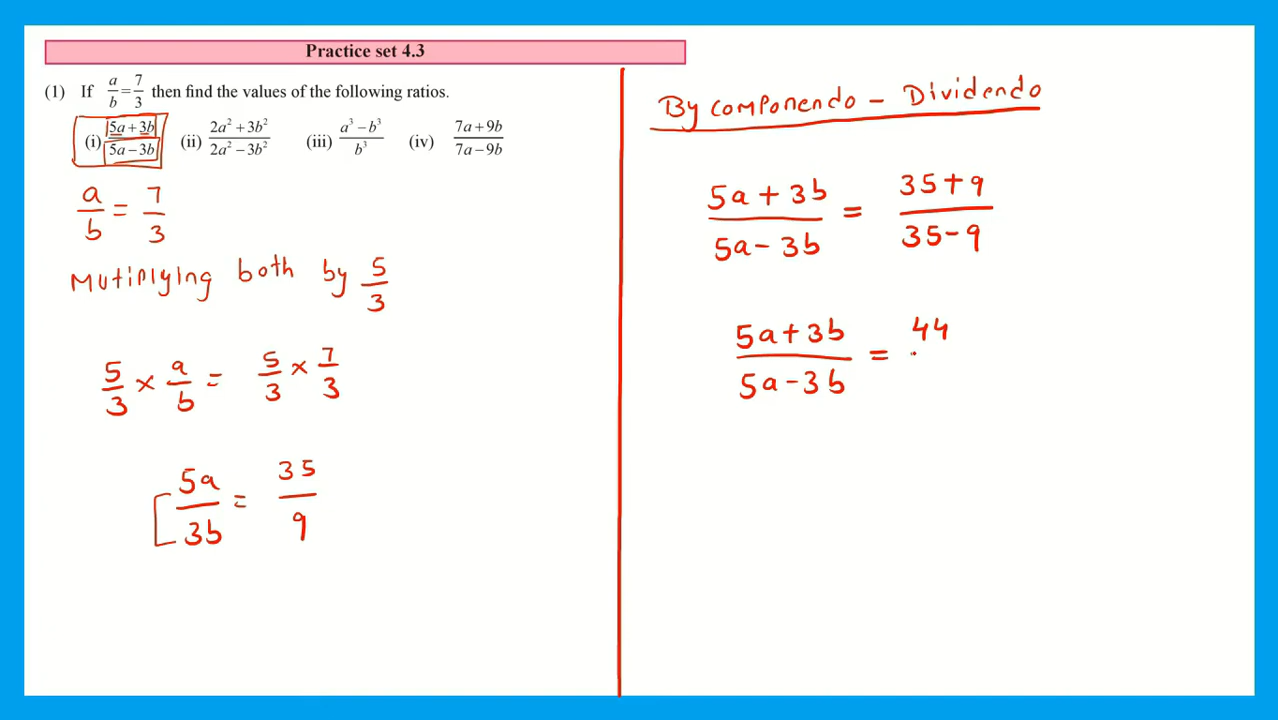 Practice set 4.3
(1) If a/b = 7/3 then find the values of the following ratios.
(i) 5a + 3b / 5a − 3b (ii) 2a² + 3b² / 2a² − 3b² (iii) a³ − b³ / b³ (iv) 7a + 9b / 7a − 9b
a/b = 7/3
Mutiplying both by 5/3
5/3 × a/b = 5/3 × 7/3
5a/3b = 35/9
By componendo – Dividendo
5a + 3b / 5a − 3b = 35 + 9 / 35 − 9
5a + 3b / 5a − 3b = 44